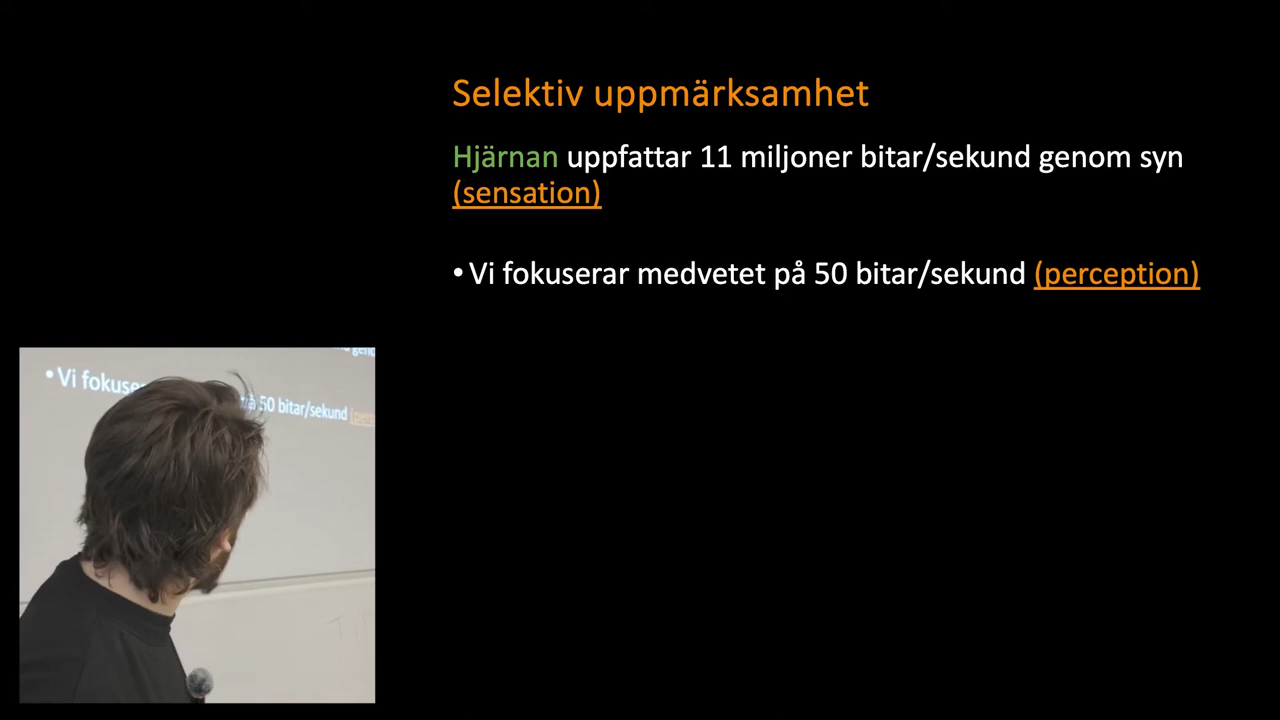 Selektiv uppmärksamhet
Hjärnan uppfattar 11 miljoner bitar/sekund genom syn
(sensation)
• Vi fokuserar medvetet på 50 bitar/sekund (perception)
• Vi
på 50 bitar/sekund